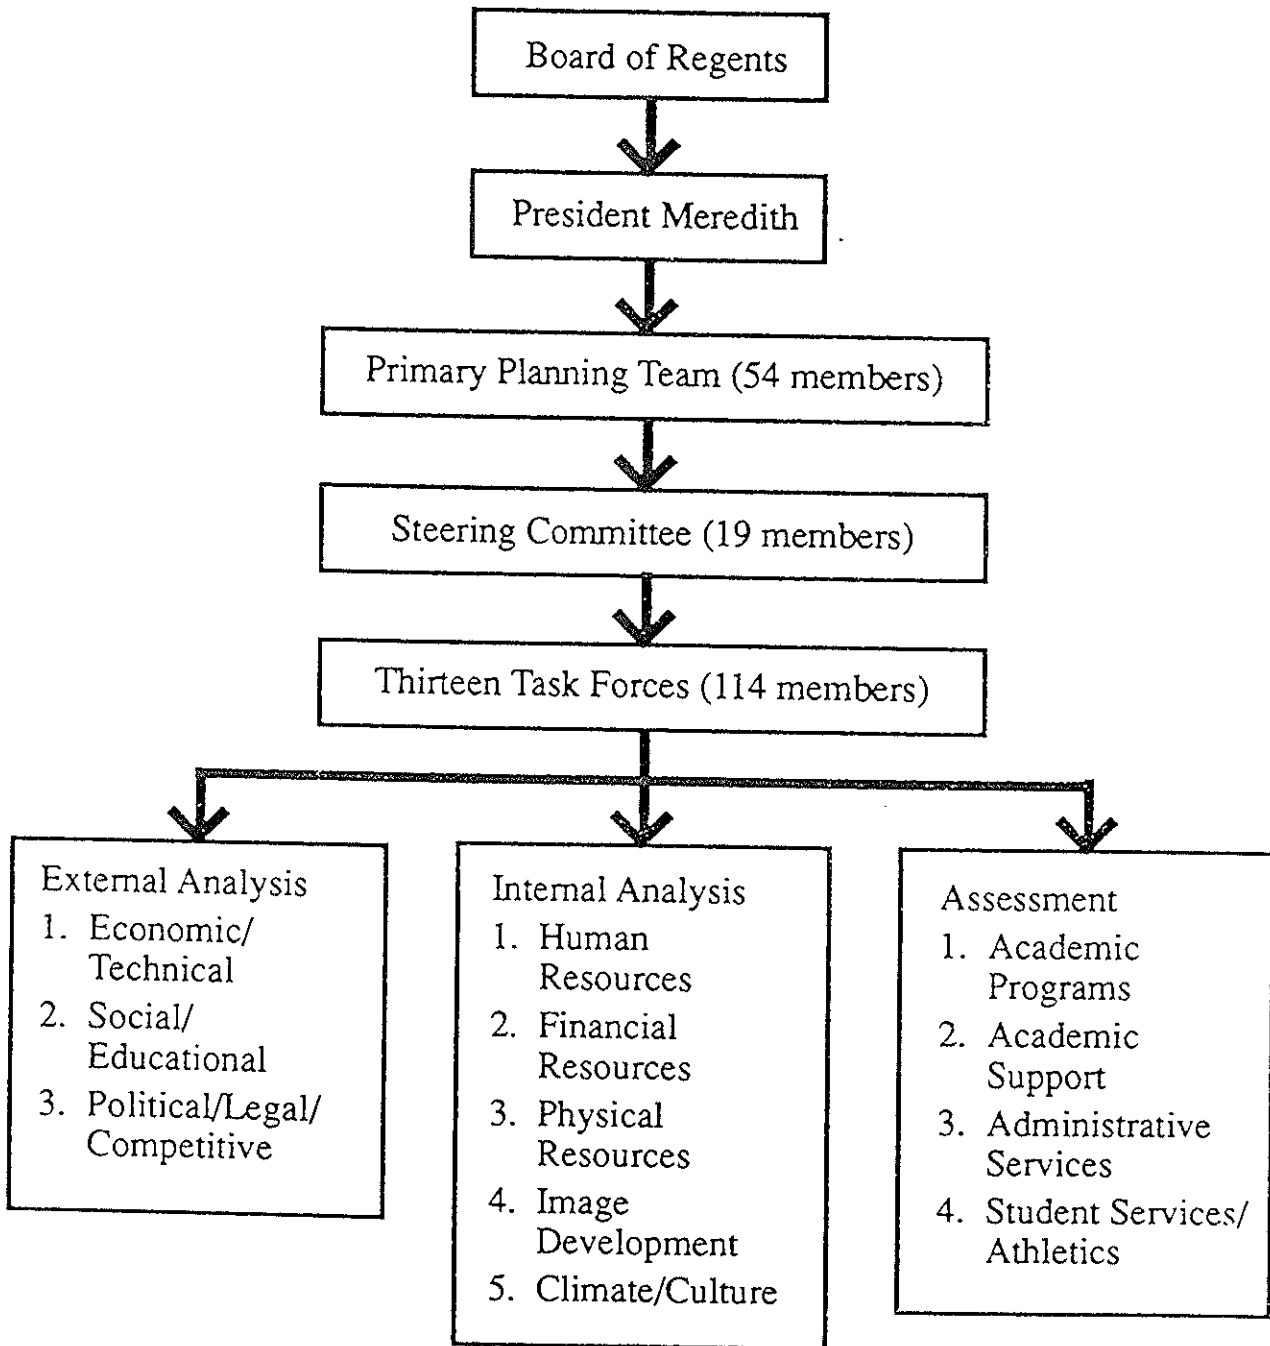 Board of Regents
President Meredith
Primary Planning Team (54 members)
Steering Committee (19 members)
Thirteen Task Forces (114 members)
External Analysis
1. Economic/
Technical
2. Social/
Educational
3. Political/Legal/
Competitive
Internal Analysis
1. Human
Resources
2. Financial
Resources
3. Physical
Resources
4. Image
Development
5. Climate/Culture
Assessment
1. Academic
Programs
2. Academic
Support
3. Administrative
Services
4. Student Services/
Athletics